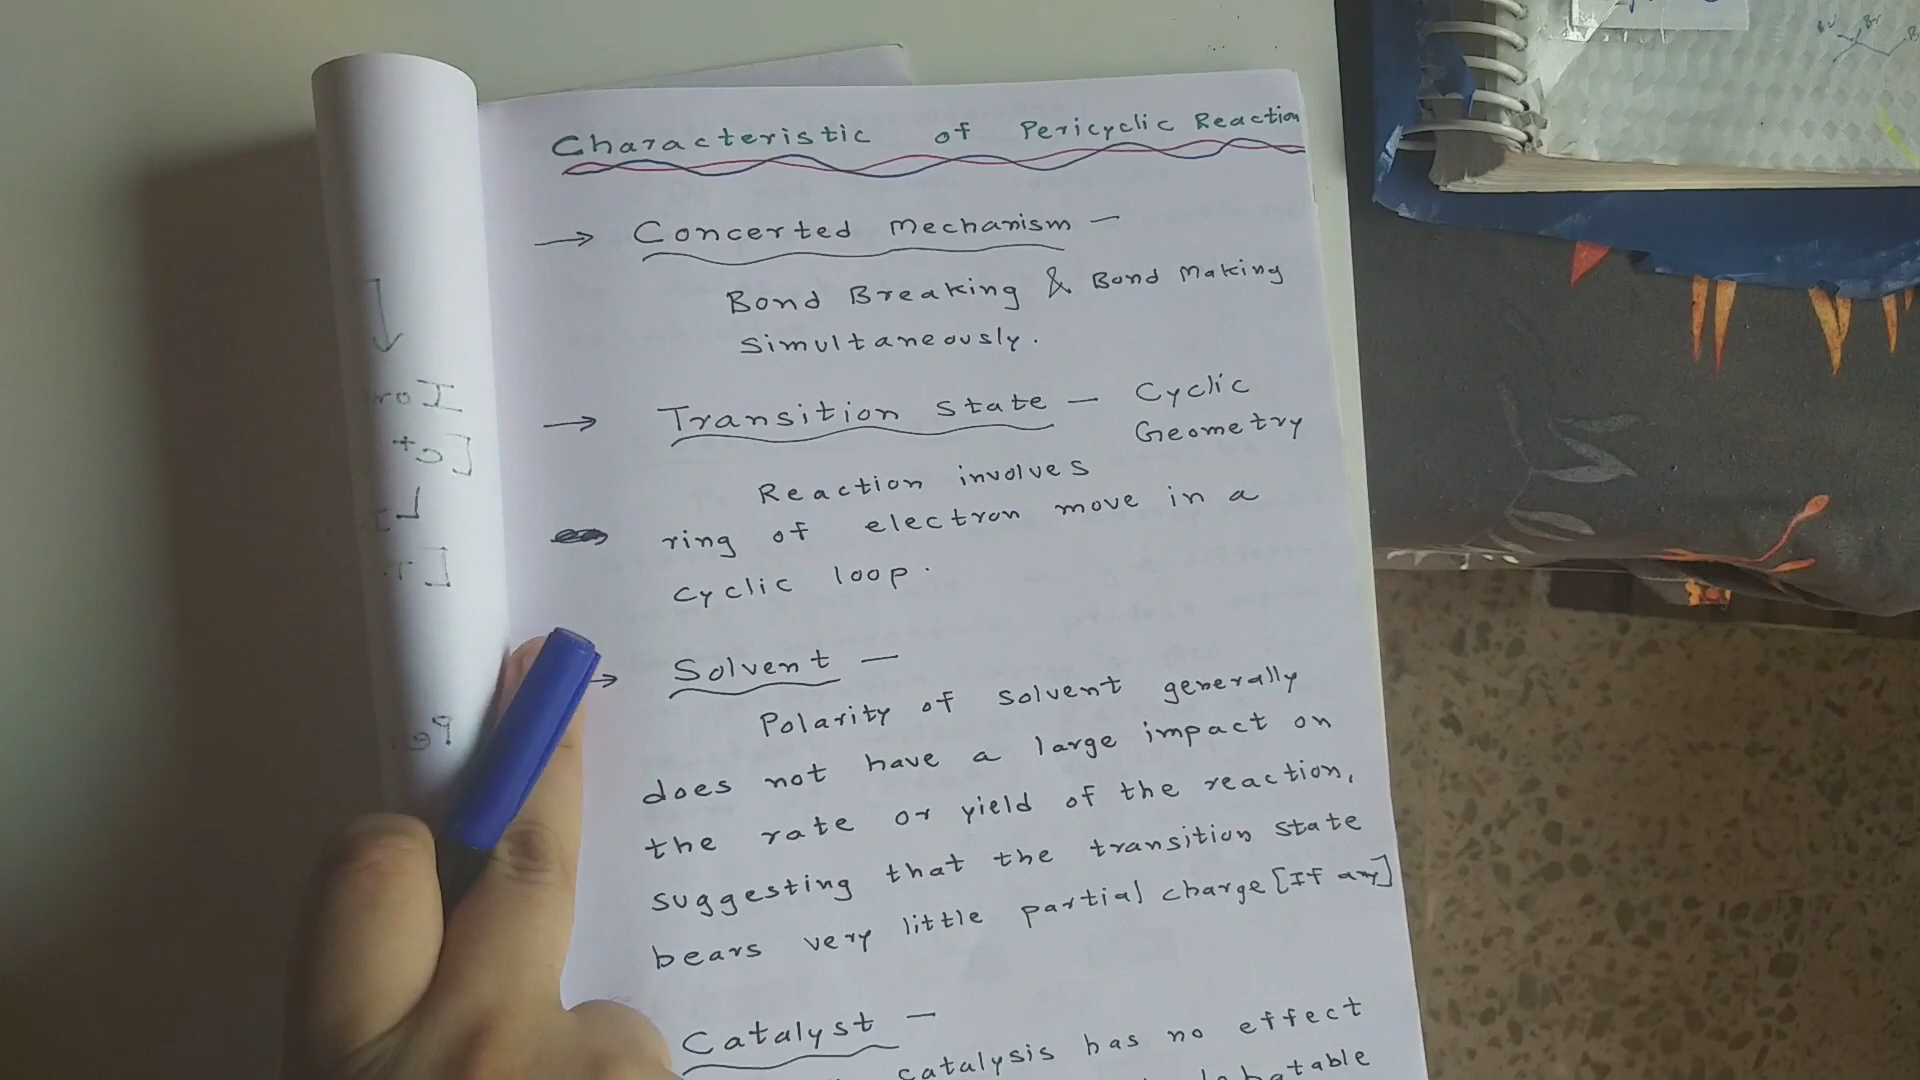 Characteristic of Pericyclic Reaction
→ Concerted Mechanism —
Bond Breaking & Bond Making
Simultaneously.
→ Transition state — Cyclic
Geometry
Reaction involves
ring of electron move in a
cyclic loop.
→ Solvent —
Polarity of solvent generally
does not have a large impact on
the rate or yield of the reaction,
suggesting that the transition state
bears very little partial charge [If any]
Catalyst —
catalysis has no effect